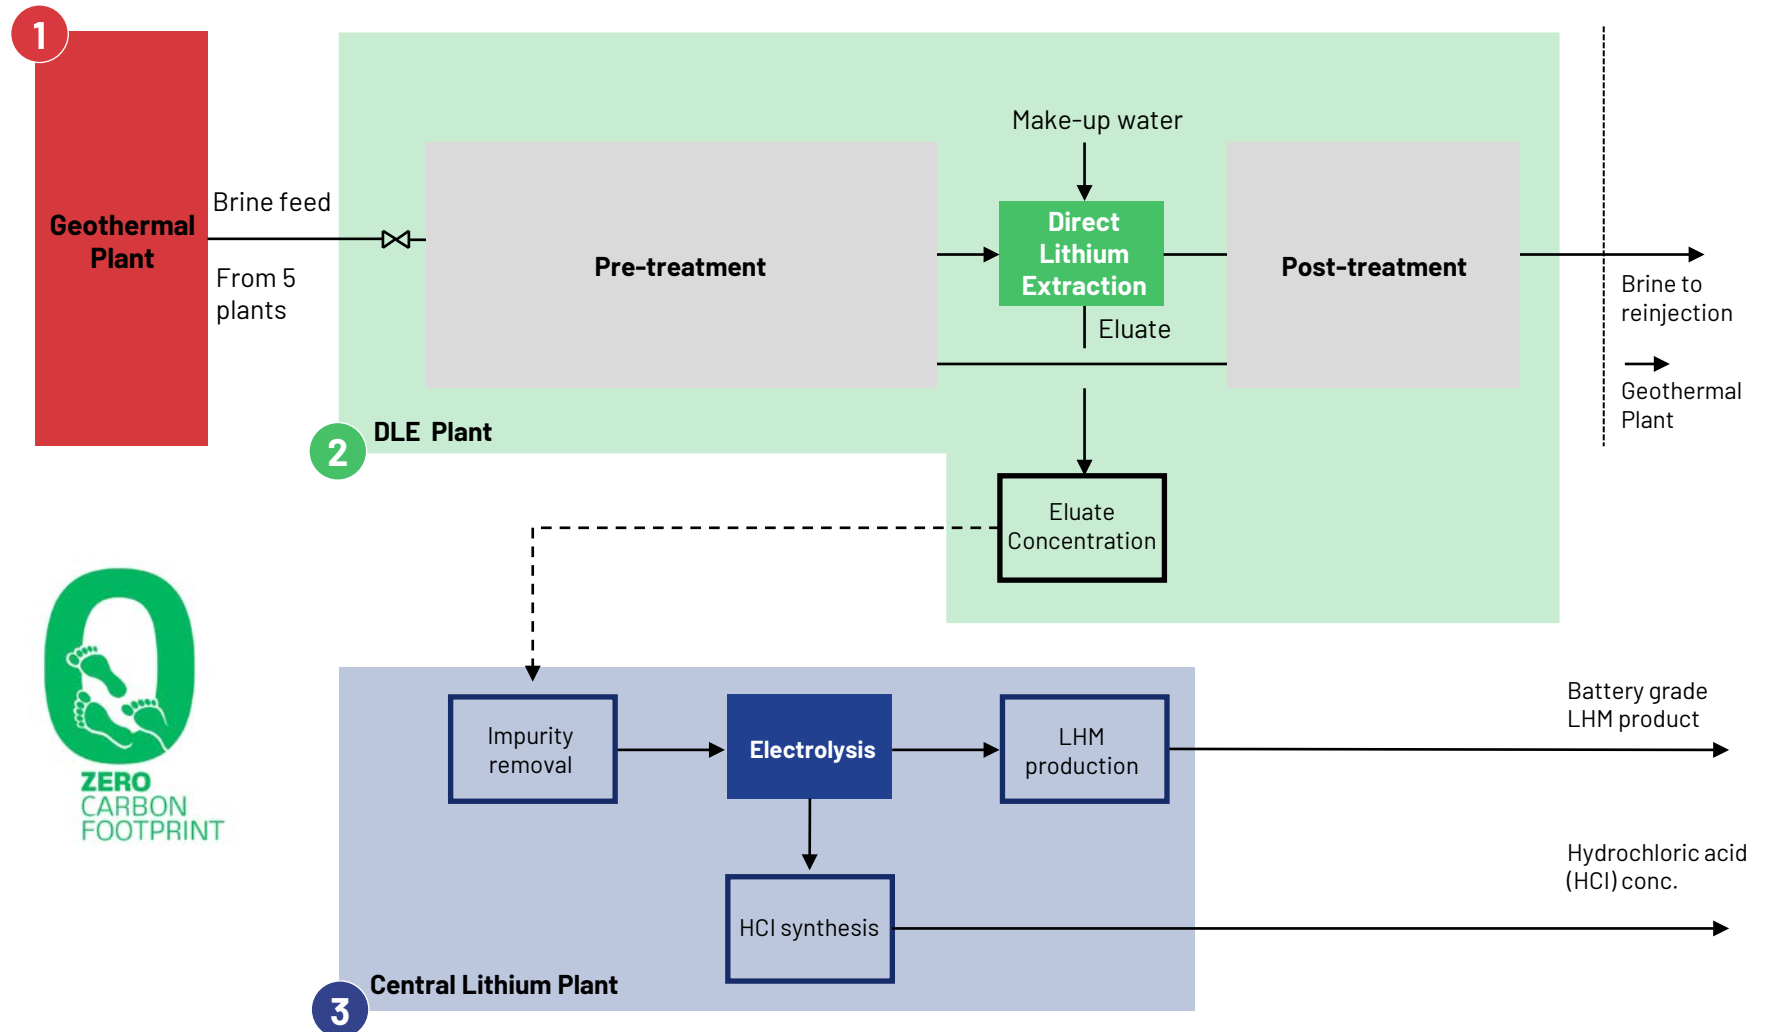 1
Geothermal
Plant
Brine feed
From 5
plants
Make-up water
Pre-treatment
Direct
Lithium
Extraction
Eluate
Post-treatment
Brine to
reinjection
Geothermal
Plant
2
DLE Plant
Eluate
Concentration
ZERO
CARBON
FOOTPRINT
Impurity
removal
Electrolysis
LHM
production
Battery grade
LHM product
HCl synthesis
Hydrochloric acid
(HCl) conc.
3
Central Lithium Plant